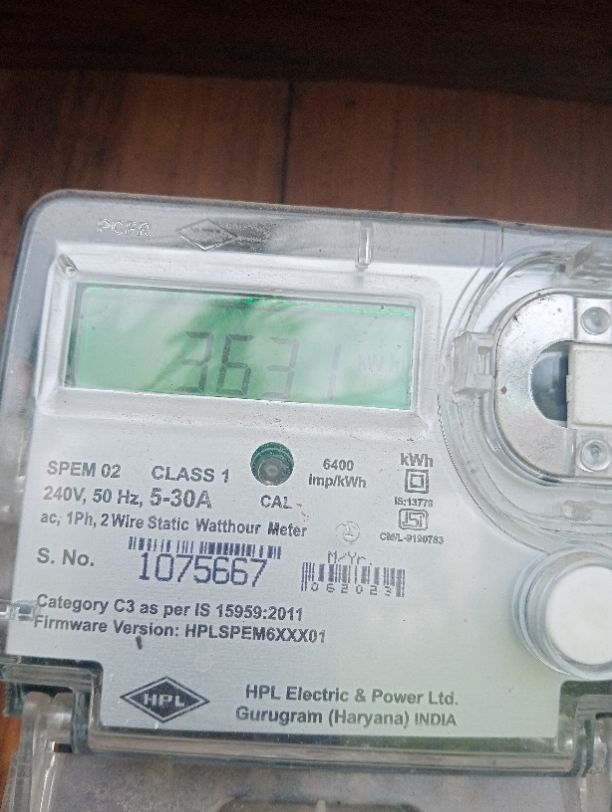 3631 kWh
SPEM 02 CLASS 1 6400 imp/kWh kWh
240V, 50 Hz, 5-30A CAL IS:13779
ac, 1Ph, 2 Wire Static Watthour Meter CM/L-9190783
S. No. 1075667 M/Yr.
062023
Category C3 as per IS 15959:2011
Firmware Version: HPLSPEM6XXX01
HPL HPL Electric & Power Ltd.
Gurugram (Haryana) INDIA